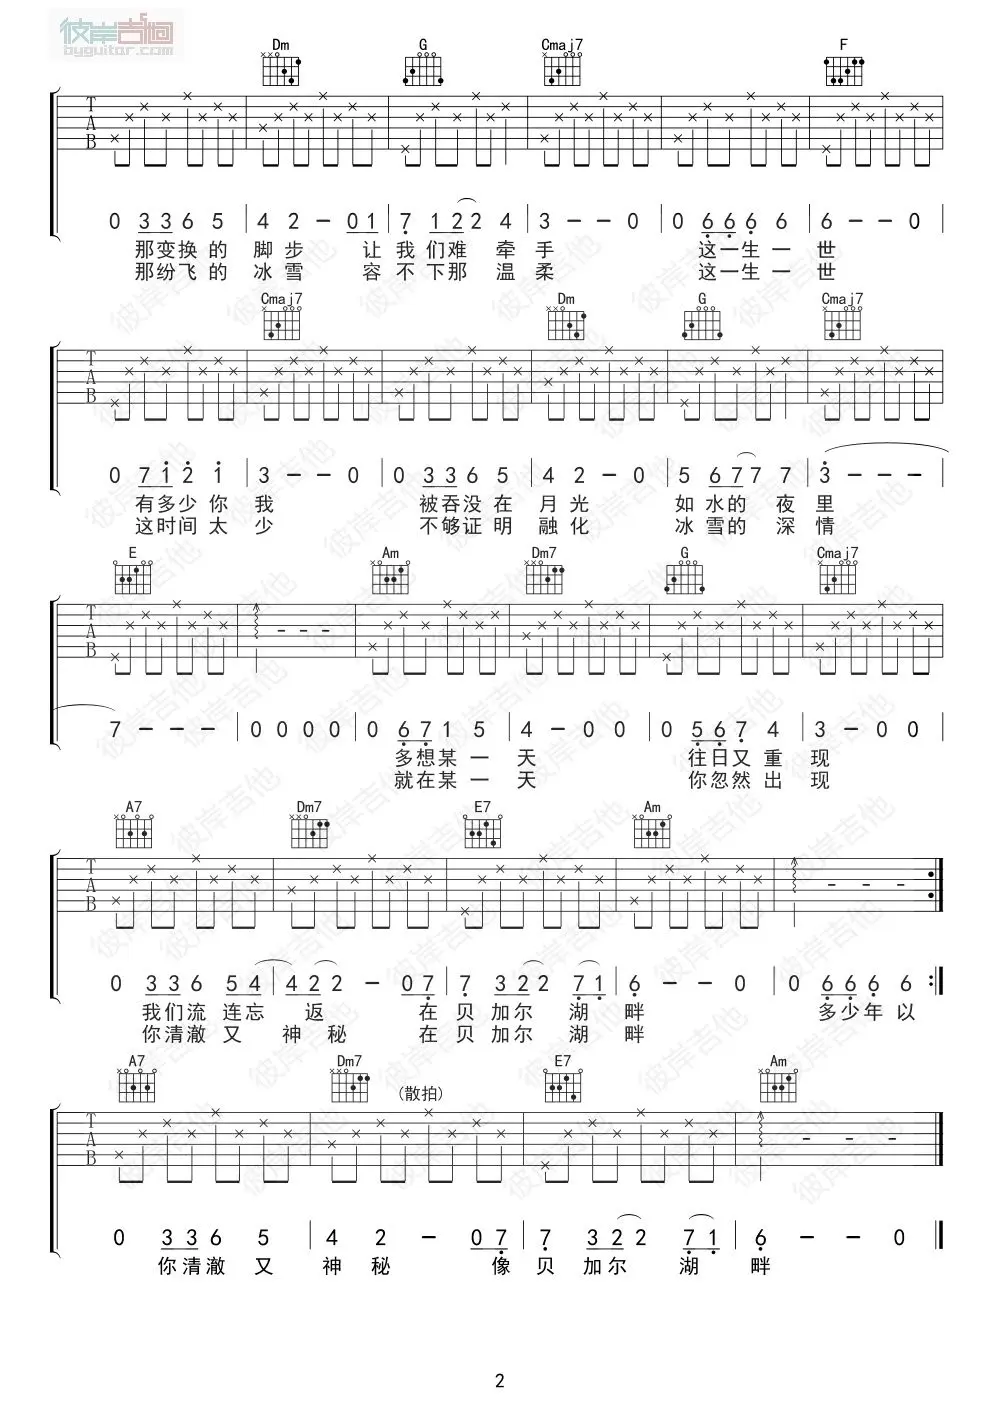 彼岸吉他
byguitar.com
Dm G Cmaj7 F
T A B
0 3 3 6 5 | 4 2 - 0 1 | 7 1 2 2 4 | 3 - - 0 | 0 6 6 6 6 | 6 - - 0
那变换的 脚步 让我们难 牵手 这一生一世
那纷飞的 冰雪 容不下那 温柔 这一生一世
Cmaj7 Dm G Cmaj7
T A B
0 7 1 2 1 | 3 - - 0 | 0 3 3 6 5 | 4 2 - 0 | 5 6 7 7 7 | 3 - - -
有多少你我 被吞没在 月光 如水的 夜里
这时间太少 不够证明 融化 冰雪的 深情
E Am Dm7 G Cmaj7
T A B
7 - - - | 0 0 0 0 | 0 6 7 1 5 | 4 - 0 0 | 0 5 6 7 4 | 3 - 0 0
多想某一天 往日又重现
就在某一天 你忽然出现
A7 Dm7 E7 Am
T A B
0 3 3 6 5 4 | 4 2 2 - 0 7 | 7 3 2 2 7 1 | 6 - - 0 | 0 6 6 6 6 :|
我们流 连忘 返 在贝 加尔 湖 畔 多少年以
你清澈 又 神 秘 在贝 加尔 湖 畔
A7 Dm7 (散拍) E7 Am
T A B
0 3 3 6 5 | 4 2 - 0 7 | 7 3 2 2 7 1 | 6 - - 0
你清澈 又 神 秘 像 贝 加尔 湖 畔
2